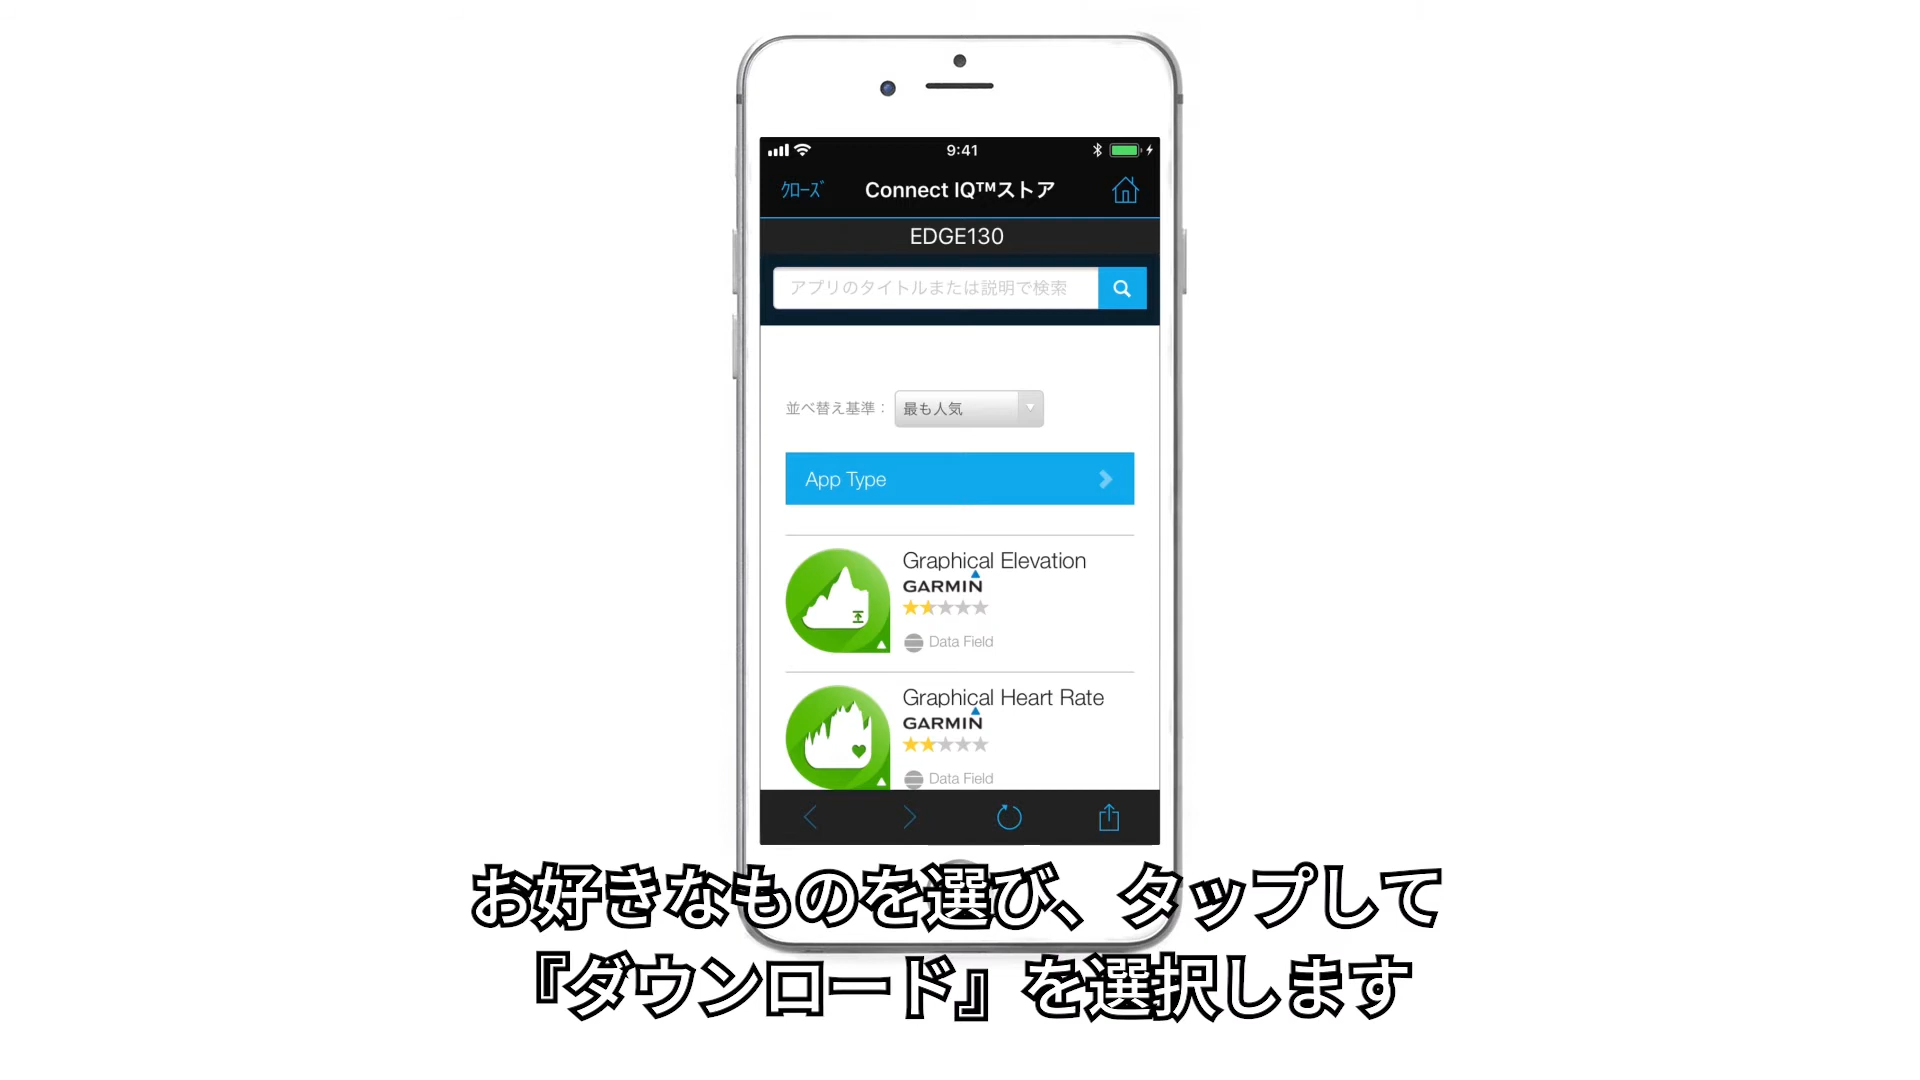 9:41
ｸﾛｰｽﾞ Connect IQ™ストア
EDGE130
アプリのタイトルまたは説明で検索
並べ替え基準： 最も人気
App Type
Graphical Elevation
GARMIN
Data Field
Graphical Heart Rate
GARMIN
Data Field
お好きなものを選び、タップして
『ダウンロード』を選択します